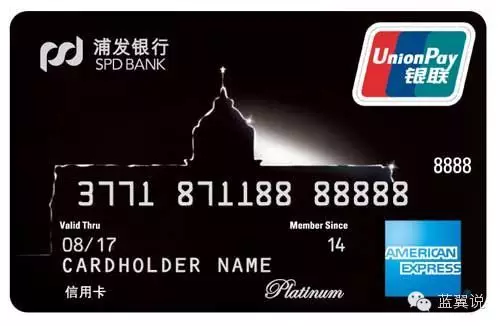 浦发银行
SPD BANK
UnionPay
银联
8888
3771 871188 88888
Valid Thru
Member Since
08/17
14
CARDHOLDER NAME
AMERICAN
EXPRESS
信用卡
Platinum
蓝翼说